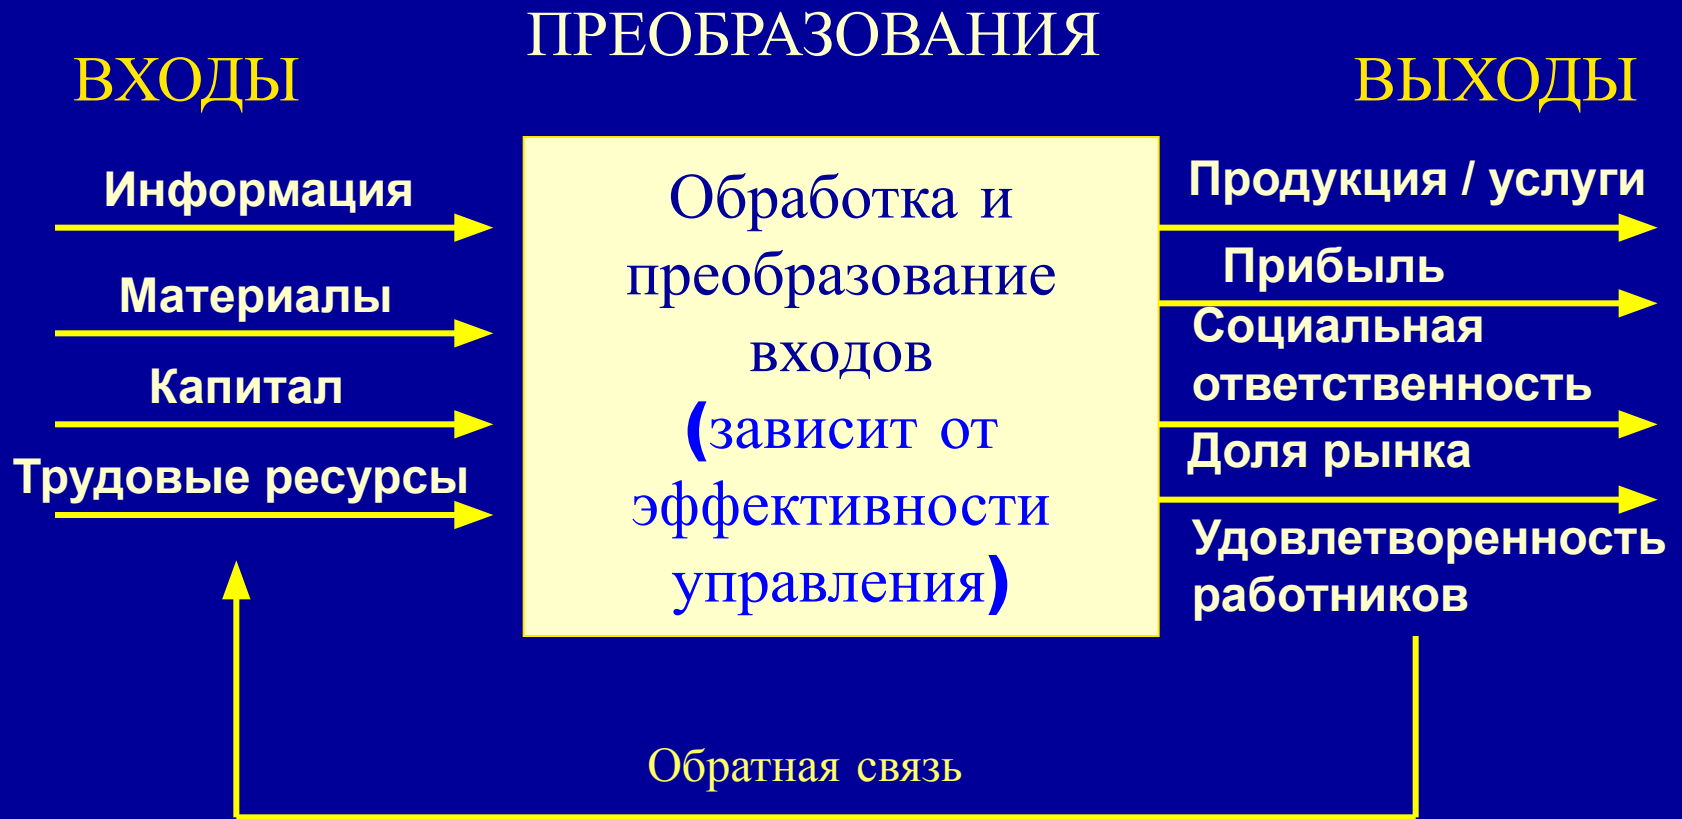 ПРЕОБРАЗОВАНИЯ
ВХОДЫ
ВЫХОДЫ
Информация
Материалы
Капитал
Трудовые ресурсы
Обработка и
преобразование
входов
(зависит от
эффективности
управления)
Продукция / услуги
Прибыль
Социальная
ответственность
Доля рынка
Удовлетворенность
работников
Обратная связь